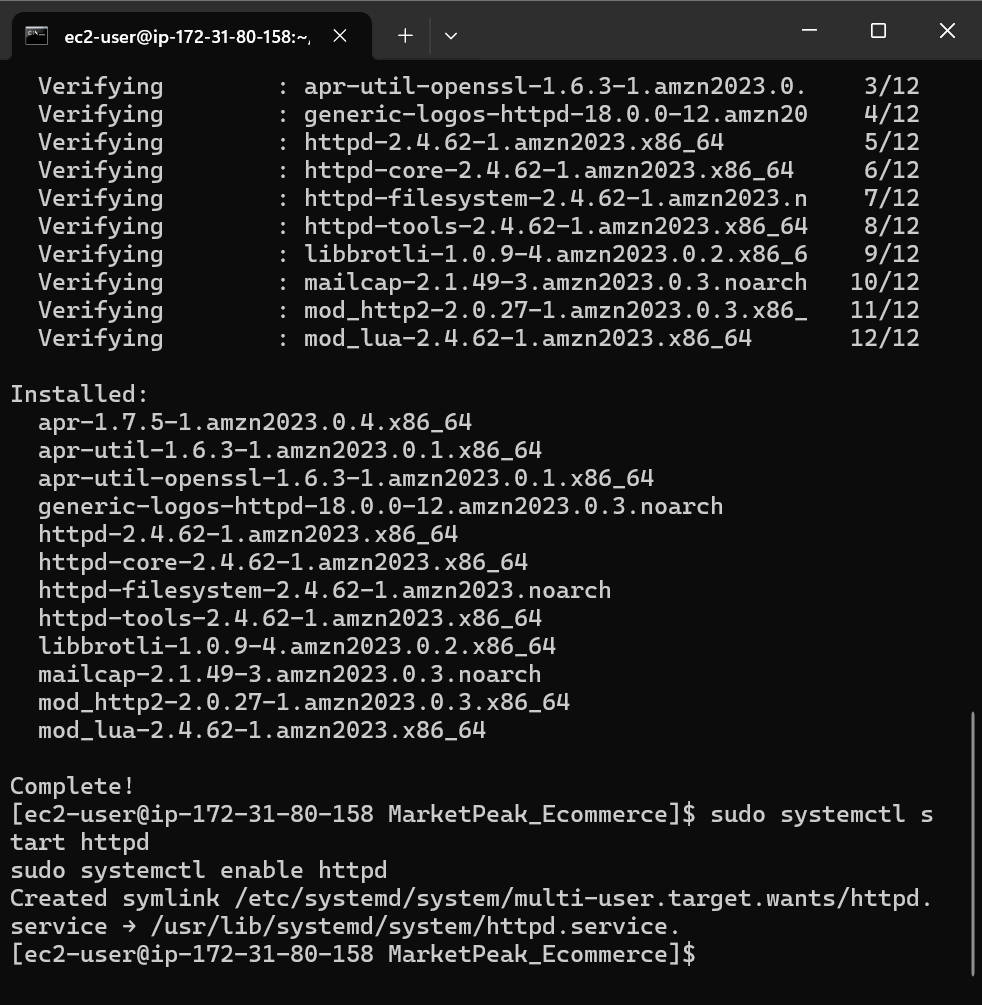 ec2-user@ip-172-31-80-158:~,
Verifying : apr-util-openssl-1.6.3-1.amzn2023.0. 3/12
Verifying : generic-logos-httpd-18.0.0-12.amzn20 4/12
Verifying : httpd-2.4.62-1.amzn2023.x86_64 5/12
Verifying : httpd-core-2.4.62-1.amzn2023.x86_64 6/12
Verifying : httpd-filesystem-2.4.62-1.amzn2023.n 7/12
Verifying : httpd-tools-2.4.62-1.amzn2023.x86_64 8/12
Verifying : libbrotli-1.0.9-4.amzn2023.0.2.x86_6 9/12
Verifying : mailcap-2.1.49-3.amzn2023.0.3.noarch 10/12
Verifying : mod_http2-2.0.27-1.amzn2023.0.3.x86_ 11/12
Verifying : mod_lua-2.4.62-1.amzn2023.x86_64 12/12
Installed:
apr-1.7.5-1.amzn2023.0.4.x86_64
apr-util-1.6.3-1.amzn2023.0.1.x86_64
apr-util-openssl-1.6.3-1.amzn2023.0.1.x86_64
generic-logos-httpd-18.0.0-12.amzn2023.0.3.noarch
httpd-2.4.62-1.amzn2023.x86_64
httpd-core-2.4.62-1.amzn2023.x86_64
httpd-filesystem-2.4.62-1.amzn2023.noarch
httpd-tools-2.4.62-1.amzn2023.x86_64
libbrotli-1.0.9-4.amzn2023.0.2.x86_64
mailcap-2.1.49-3.amzn2023.0.3.noarch
mod_http2-2.0.27-1.amzn2023.0.3.x86_64
mod_lua-2.4.62-1.amzn2023.x86_64
Complete!
[ec2-user@ip-172-31-80-158 MarketPeak_Ecommerce]$ sudo systemctl s
tart httpd
sudo systemctl enable httpd
Created symlink /etc/systemd/system/multi-user.target.wants/httpd.
service → /usr/lib/systemd/system/httpd.service.
[ec2-user@ip-172-31-80-158 MarketPeak_Ecommerce]$